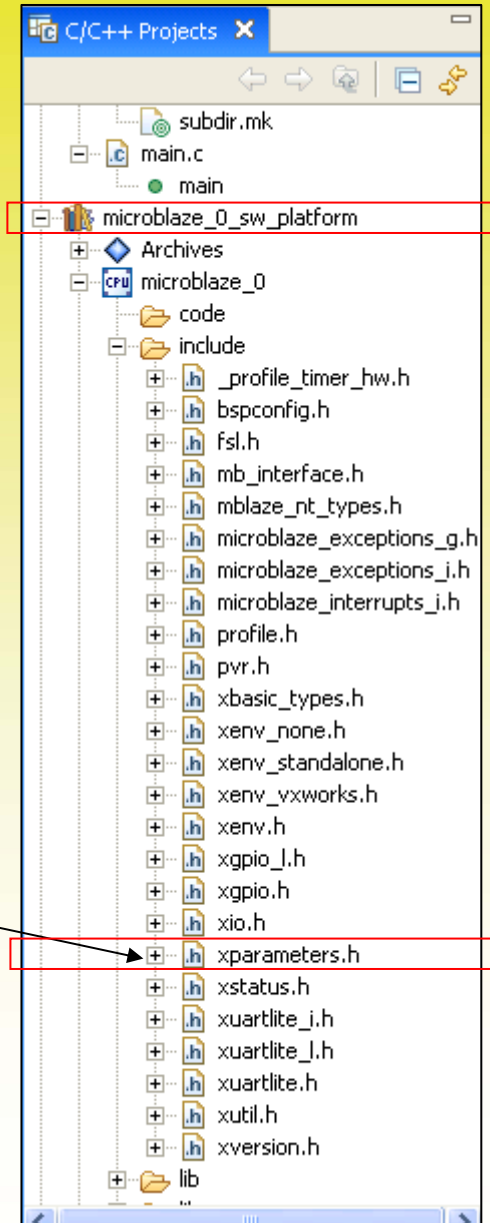 C/C++ Projects
subdir.mk
.c main.c
main
microblaze_0_sw_platform
Archives
CPU microblaze_0
code
include
.h _profile_timer_hw.h
.h bspconfig.h
.h fsl.h
.h mb_interface.h
.h mblaze_nt_types.h
.h microblaze_exceptions_g.h
.h microblaze_exceptions_i.h
.h microblaze_interrupts_i.h
.h profile.h
.h pvr.h
.h xbasic_types.h
.h xenv_none.h
.h xenv_standalone.h
.h xenv_vxworks.h
.h xenv.h
.h xgpio_l.h
.h xgpio.h
.h xio.h
.h xparameters.h
.h xstatus.h
.h xuartlite_i.h
.h xuartlite_l.h
.h xuartlite.h
.h xutil.h
.h xversion.h
lib